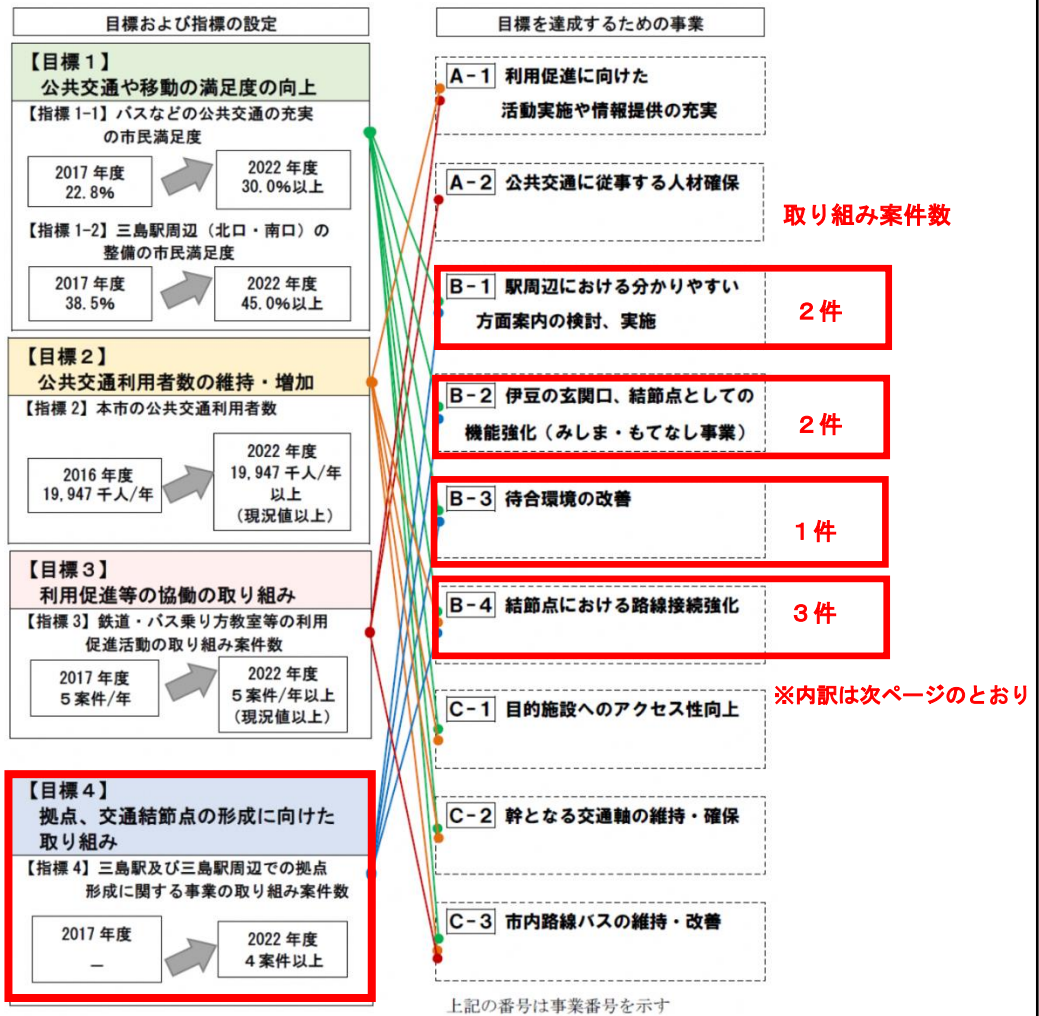 目標および指標の設定
【目標１】
公共交通や移動の満足度の向上
【指標 1-1】バスなどの公共交通の充実
の市民満足度
2017 年度
22.8%
2022 年度
30.0%以上
【指標 1-2】三島駅周辺（北口・南口）の
整備の市民満足度
2017 年度
38.5%
2022 年度
45.0%以上
【目標２】
公共交通利用者数の維持・増加
【指標 2】本市の公共交通利用者数
2016 年度
19,947 千人/年
2022 年度
19,947 千人/年
以上
（現況値以上）
【目標３】
利用促進等の協働の取り組み
【指標 3】鉄道・バス乗り方教室等の利用
促進活動の取り組み案件数
2017 年度
5 案件/年
2022 年度
5 案件/年以上
（現況値以上）
【目標４】
拠点、交通結節点の形成に向けた
取り組み
【指標 4】三島駅及び三島駅周辺での拠点
形成に関する事業の取り組み案件数
2017 年度
－
2022 年度
4 案件以上
目標を達成するための事業
A-1 利用促進に向けた
活動実施や情報提供の充実
A-2 公共交通に従事する人材確保
取り組み案件数
B-1 駅周辺における分かりやすい
方面案内の検討、実施
２件
B-2 伊豆の玄関口、結節点としての
機能強化（みしま・もてなし事業）
２件
B-3 待合環境の改善
１件
B-4 結節点における路線接続強化
３件
※内訳は次ページのとおり
C-1 目的施設へのアクセス性向上
C-2 幹となる交通軸の維持・確保
C-3 市内路線バスの維持・改善
上記の番号は事業番号を示す